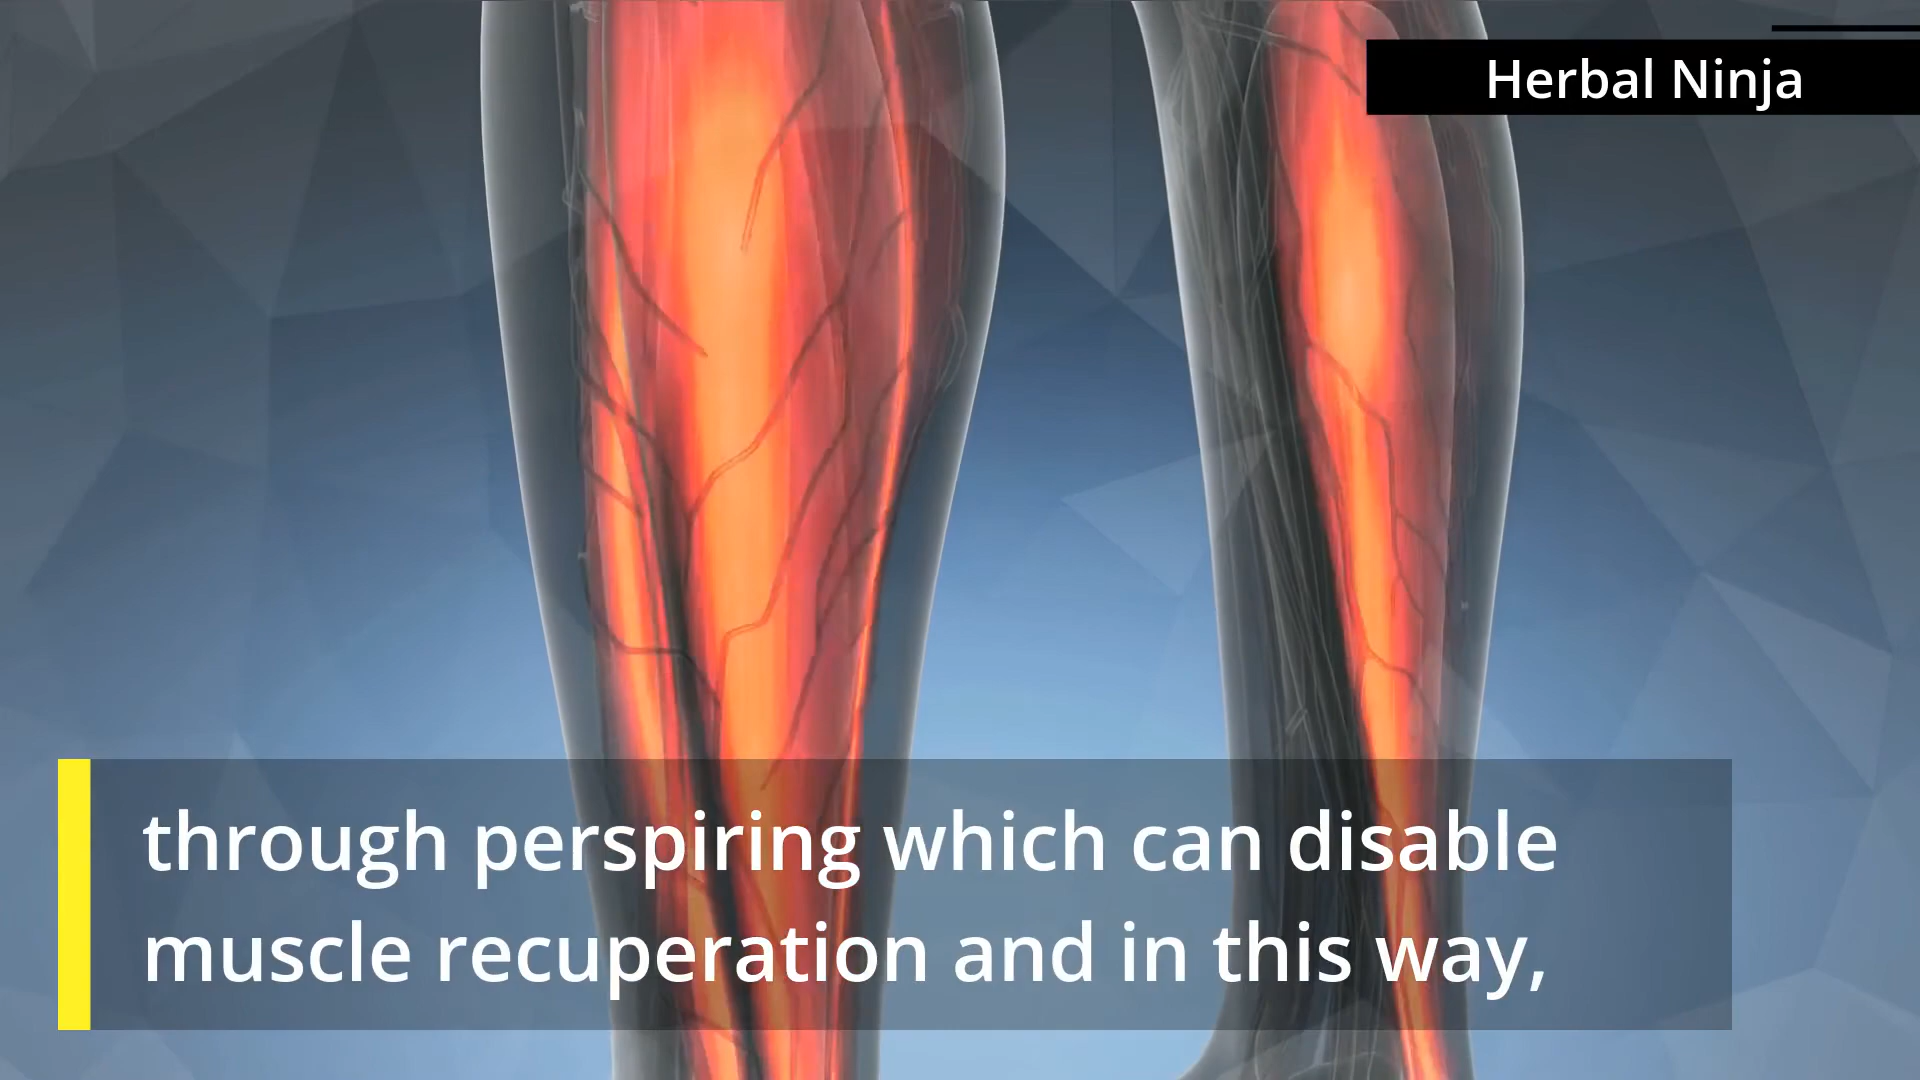 Herbal Ninja
through perspiring which can disable
muscle recuperation and in this way,